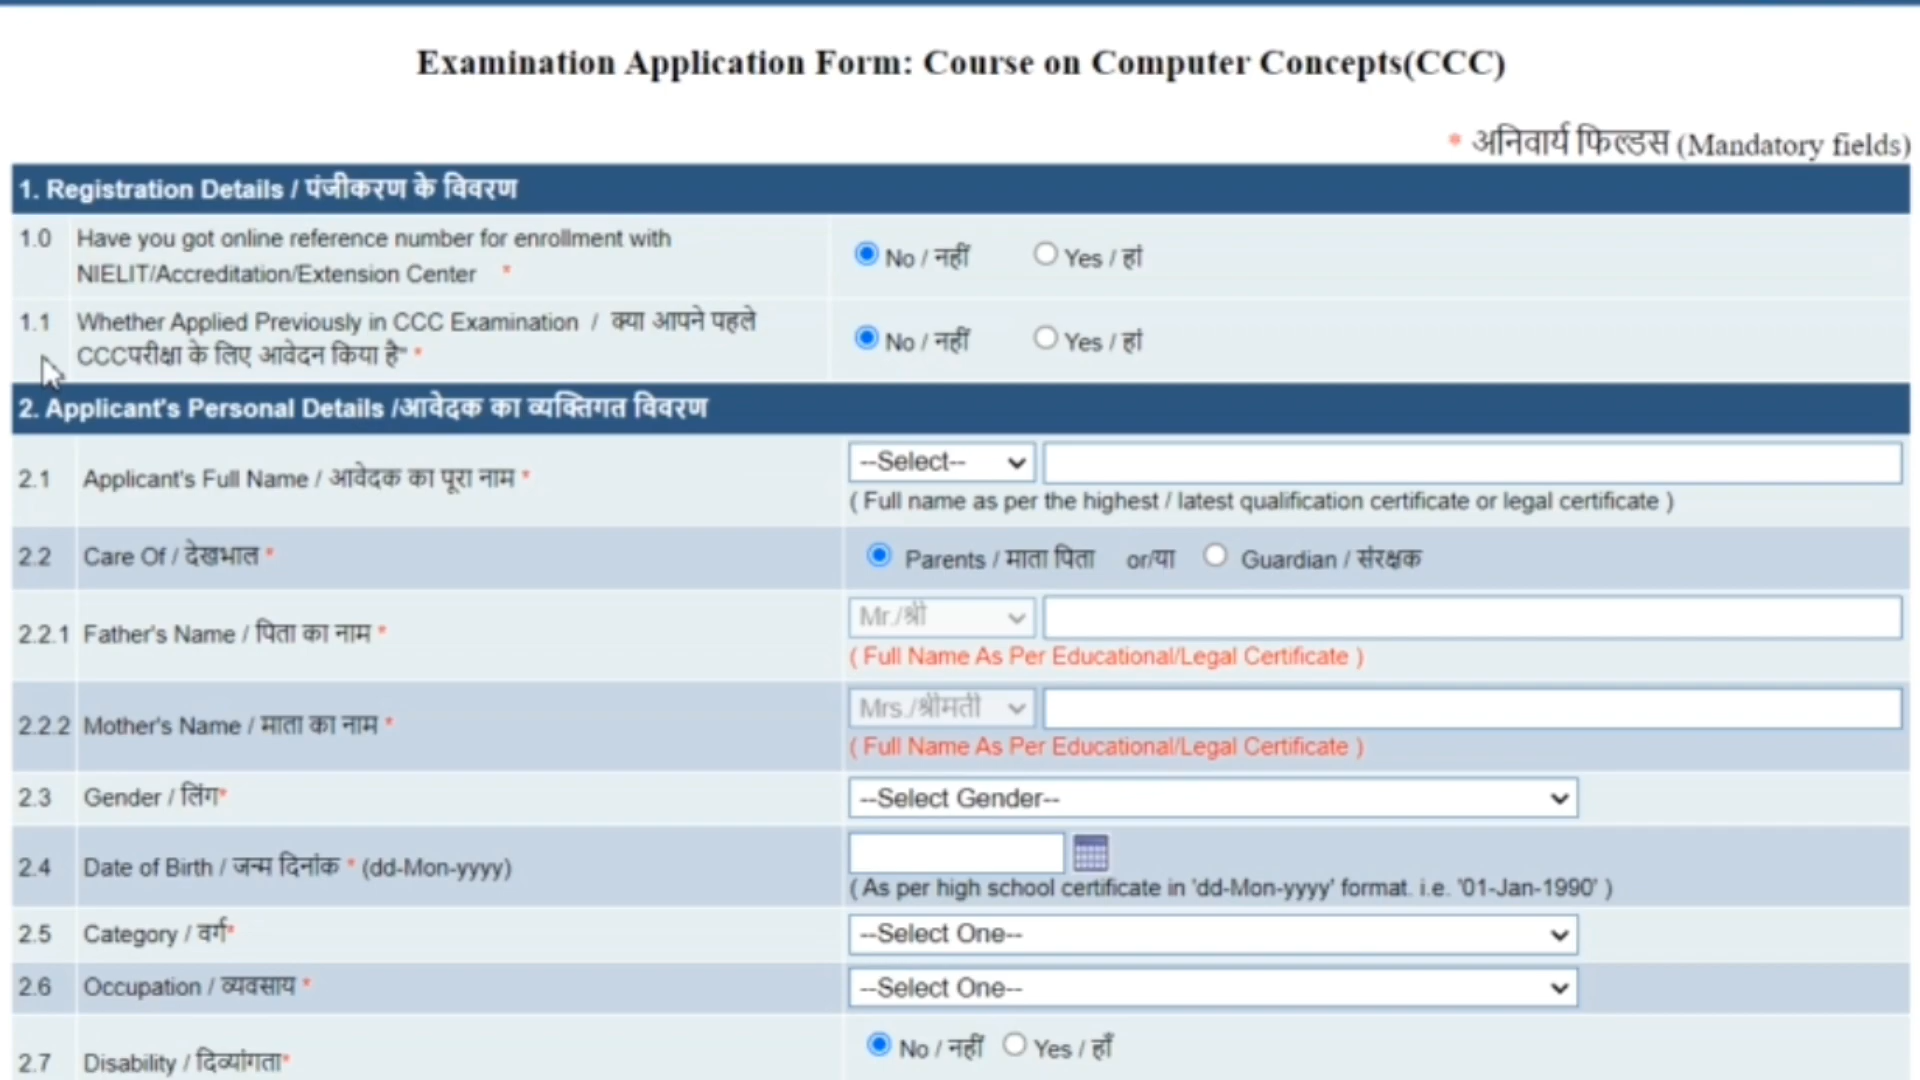 Examination Application Form: Course on Computer Concepts(CCC)
* अनिवार्य फिल्डस (Mandatory fields)
1. Registration Details / पंजीकरण के विवरण
1.0 Have you got online reference number for enrollment with
NIELIT/Accreditation/Extension Center *
No / नहीं Yes / हां
1.1 Whether Applied Previously in CCC Examination / क्या आपने पहले
CCCपरीक्षा के लिए आवेदन किया है" *
No / नहीं Yes / हां
2. Applicant's Personal Details /आवेदक का व्यक्तिगत विवरण
2.1 Applicant's Full Name / आवेदक का पूरा नाम *
--Select--
( Full name as per the highest / latest qualification certificate or legal certificate )
2.2 Care Of / देखभाल * Parents / माता पिता or/या Guardian / संरक्षक
2.2.1 Father's Name / पिता का नाम *
Mr./श्री
( Full Name As Per Educational/Legal Certificate )
2.2.2 Mother's Name / माता का नाम *
Mrs./श्रीमती
( Full Name As Per Educational/Legal Certificate )
2.3 Gender / लिंग* --Select Gender--
2.4 Date of Birth / जन्म दिनांक * (dd-Mon-yyyy)
( As per high school certificate in 'dd-Mon-yyyy' format. i.e. '01-Jan-1990' )
2.5 Category / वर्ग* --Select One--
2.6 Occupation / व्यवसाय * --Select One--
2.7 Disability / दिव्यांगता* No / नहीं Yes / हाँ